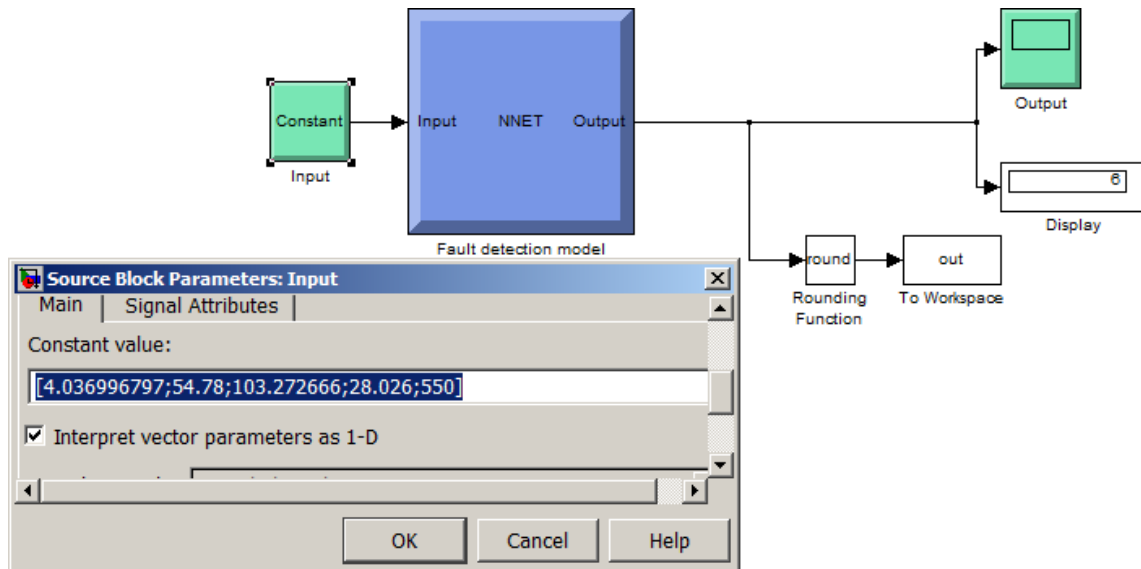 Constant
Input
Input NNET Output
Fault detection model
Output
6
Display
round
Rounding
Function
out
To Workspace
Source Block Parameters: Input
Main Signal Attributes
Constant value:
[4.036996797;54.78;103.272666;28.026;550]
Interpret vector parameters as 1-D
OK Cancel Help